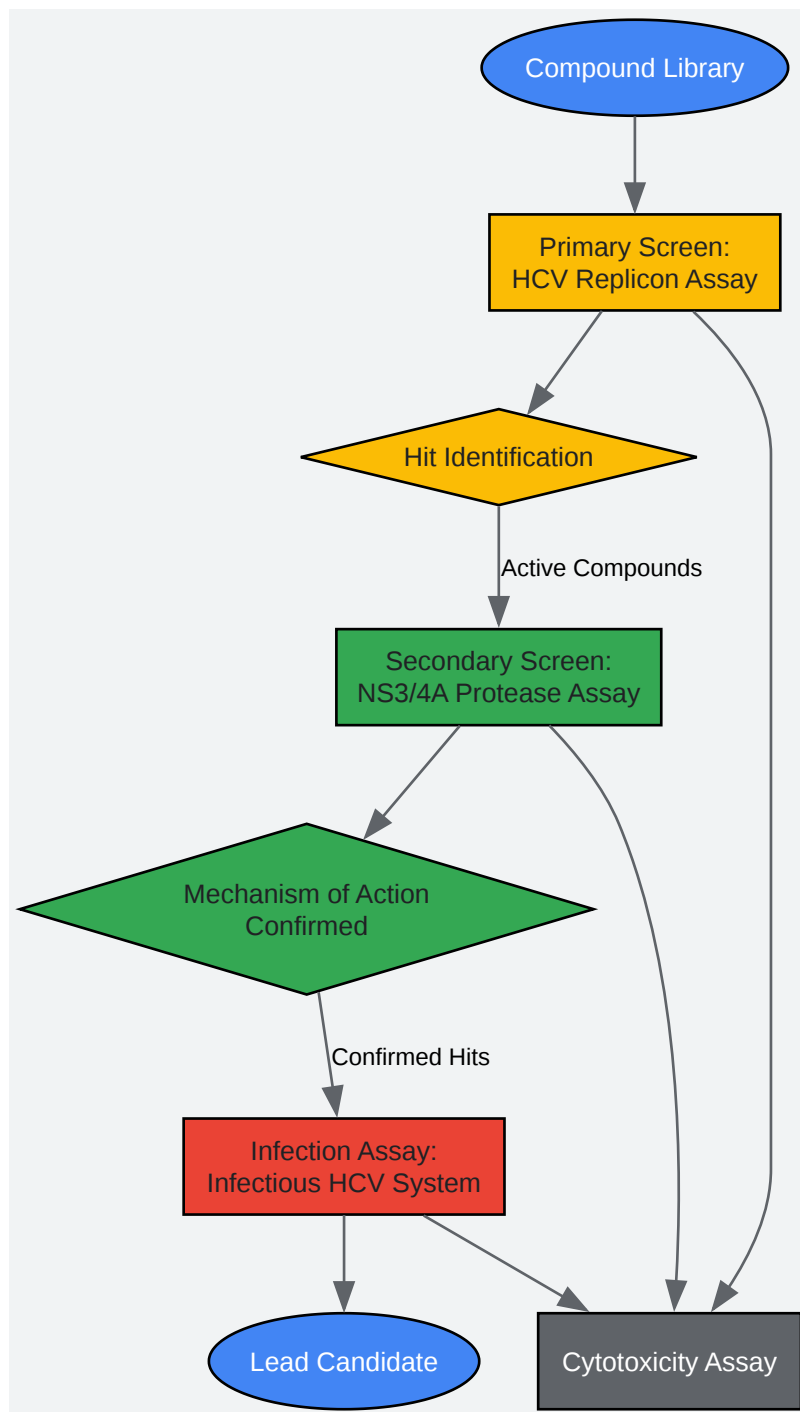 Compound Library
Primary Screen:
HCV Replicon Assay
Hit Identification
Active Compounds
Secondary Screen:
NS3/4A Protease Assay
Mechanism of Action
Confirmed
Confirmed Hits
Infection Assay:
Infectious HCV System
Lead Candidate
Cytotoxicity Assay